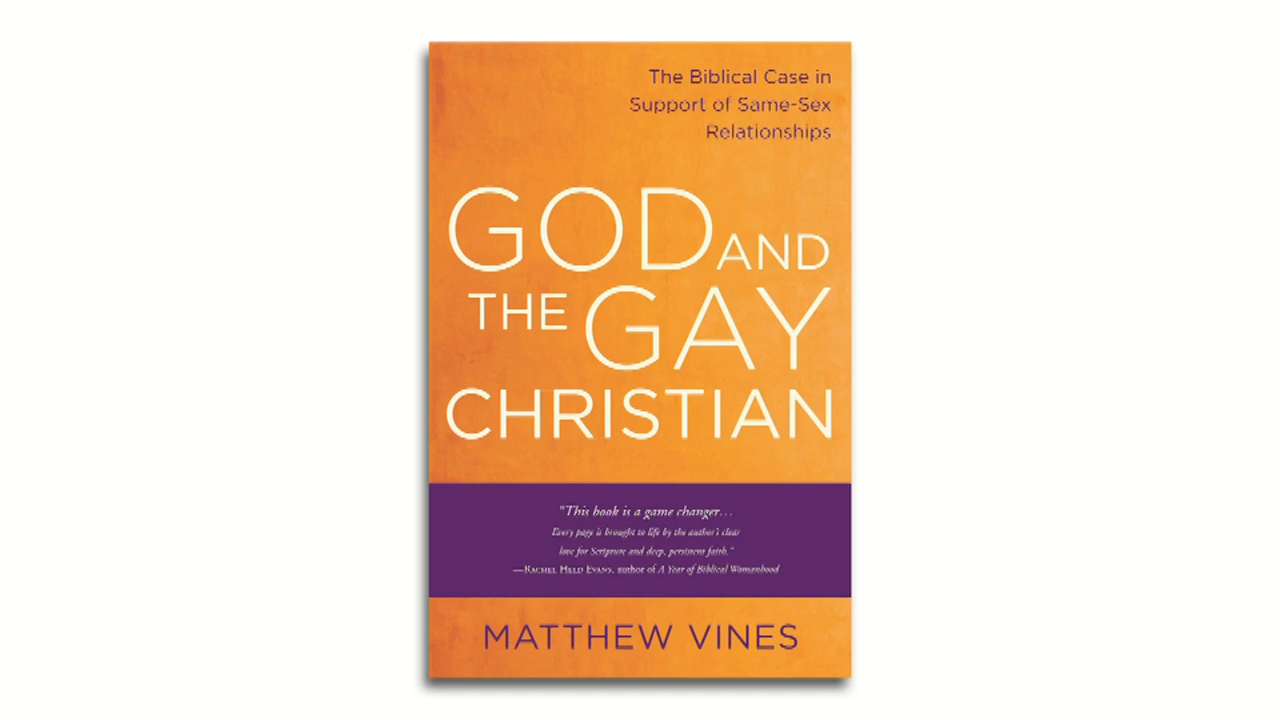 The Biblical Case in
Support of Same-Sex
Relationships
GOD AND
THE GAY
CHRISTIAN
"This book is a game changer...
Every page is brought to life by the author's clear
love for Scripture and deep, persistent faith."
—RACHEL HELD EVANS, author of A Year of Biblical Womanhood
MATTHEW VINES